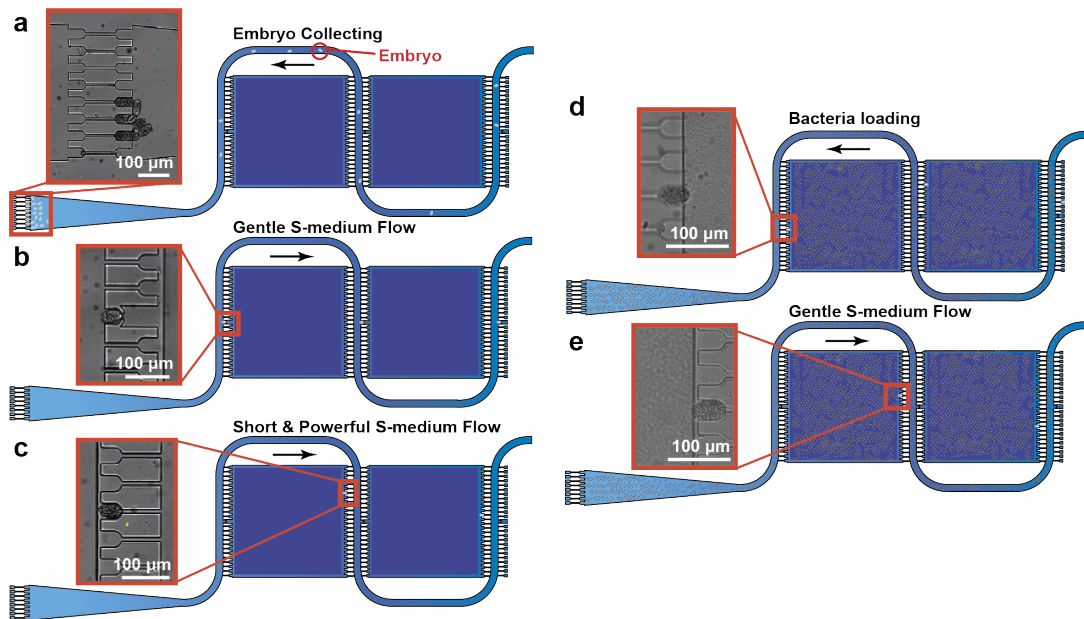 a
Embryo Collecting
Embryo
100 µm
b
Gentle S-medium Flow
100 µm
c
Short & Powerful S-medium Flow
100 µm
d
Bacteria loading
100 µm
e
Gentle S-medium Flow
100 µm